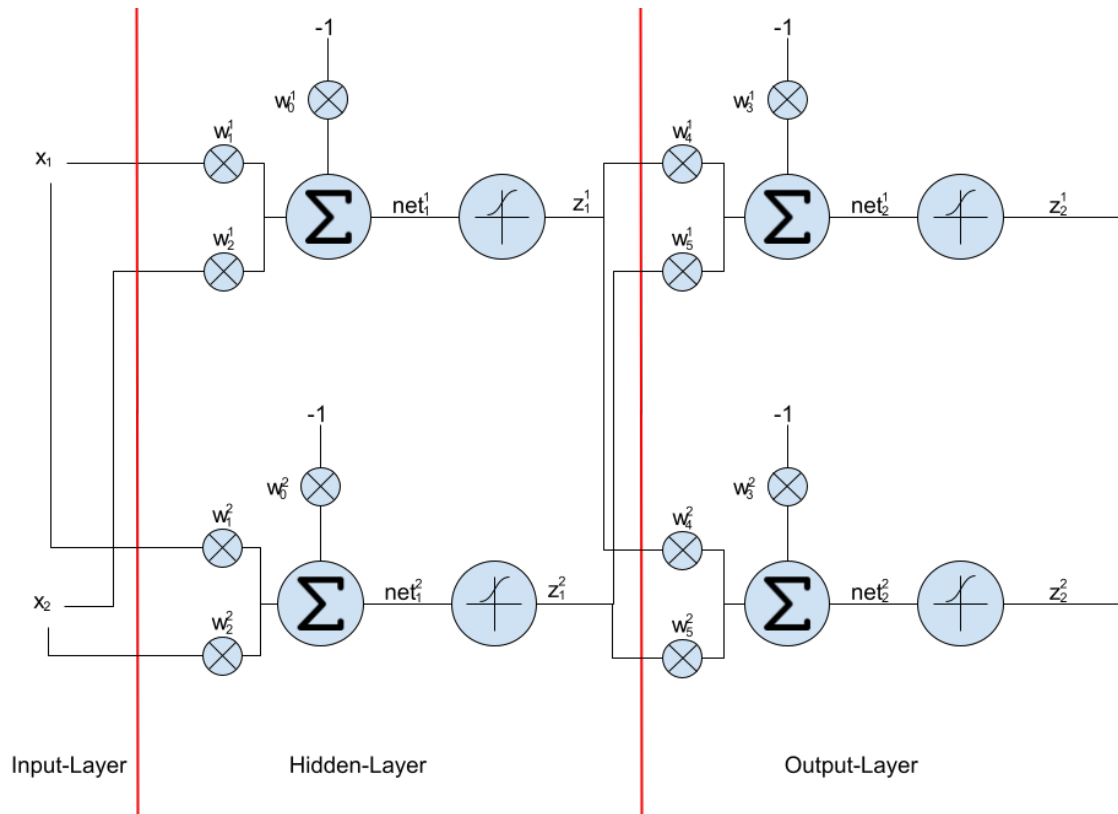 -1
-1
w₀¹
w₃¹
w₁¹
w₄¹
x₁
Σ
net₁¹
z₁¹
Σ
net₂¹
z₂¹
w₂¹
w₅¹
-1
-1
w₀²
w₃²
w₁²
w₄²
x₂
Σ
net₁²
z₁²
Σ
net₂²
z₂²
w₂²
w₅²
Input-Layer
Hidden-Layer
Output-Layer